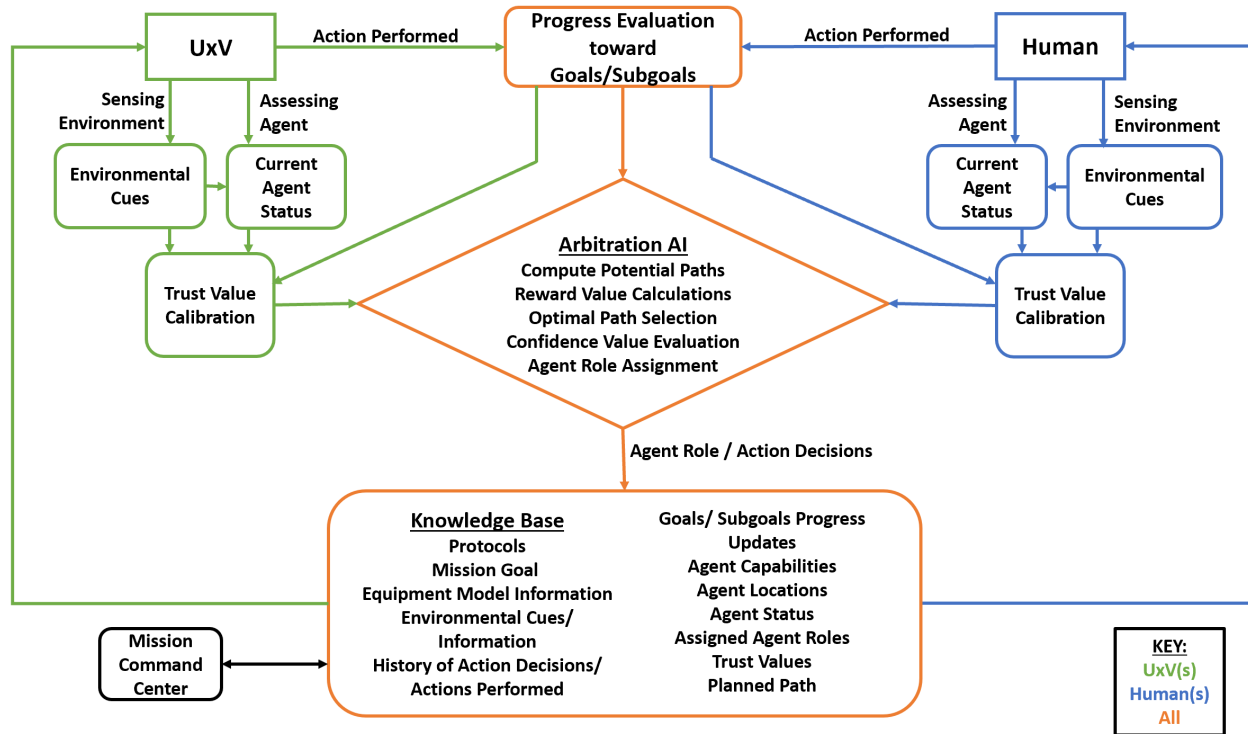 UxV
Action Performed
Progress Evaluation
toward
Goals/Subgoals
Action Performed
Human
Sensing
Environment
Assessing
Agent
Assessing
Agent
Sensing
Environment
Environmental
Cues
Current
Agent
Status
Current
Agent
Status
Environmental
Cues
Trust Value
Calibration
Arbitration AI
Compute Potential Paths
Reward Value Calculations
Optimal Path Selection
Confidence Value Evaluation
Agent Role Assignment
Trust Value
Calibration
Agent Role / Action Decisions
Knowledge Base
Protocols
Mission Goal
Equipment Model Information
Environmental Cues/
Information
History of Action Decisions/
Actions Performed
Goals/ Subgoals Progress
Updates
Agent Capabilities
Agent Locations
Agent Status
Assigned Agent Roles
Trust Values
Planned Path
Mission
Command
Center
KEY:
UxV(s)
Human(s)
All